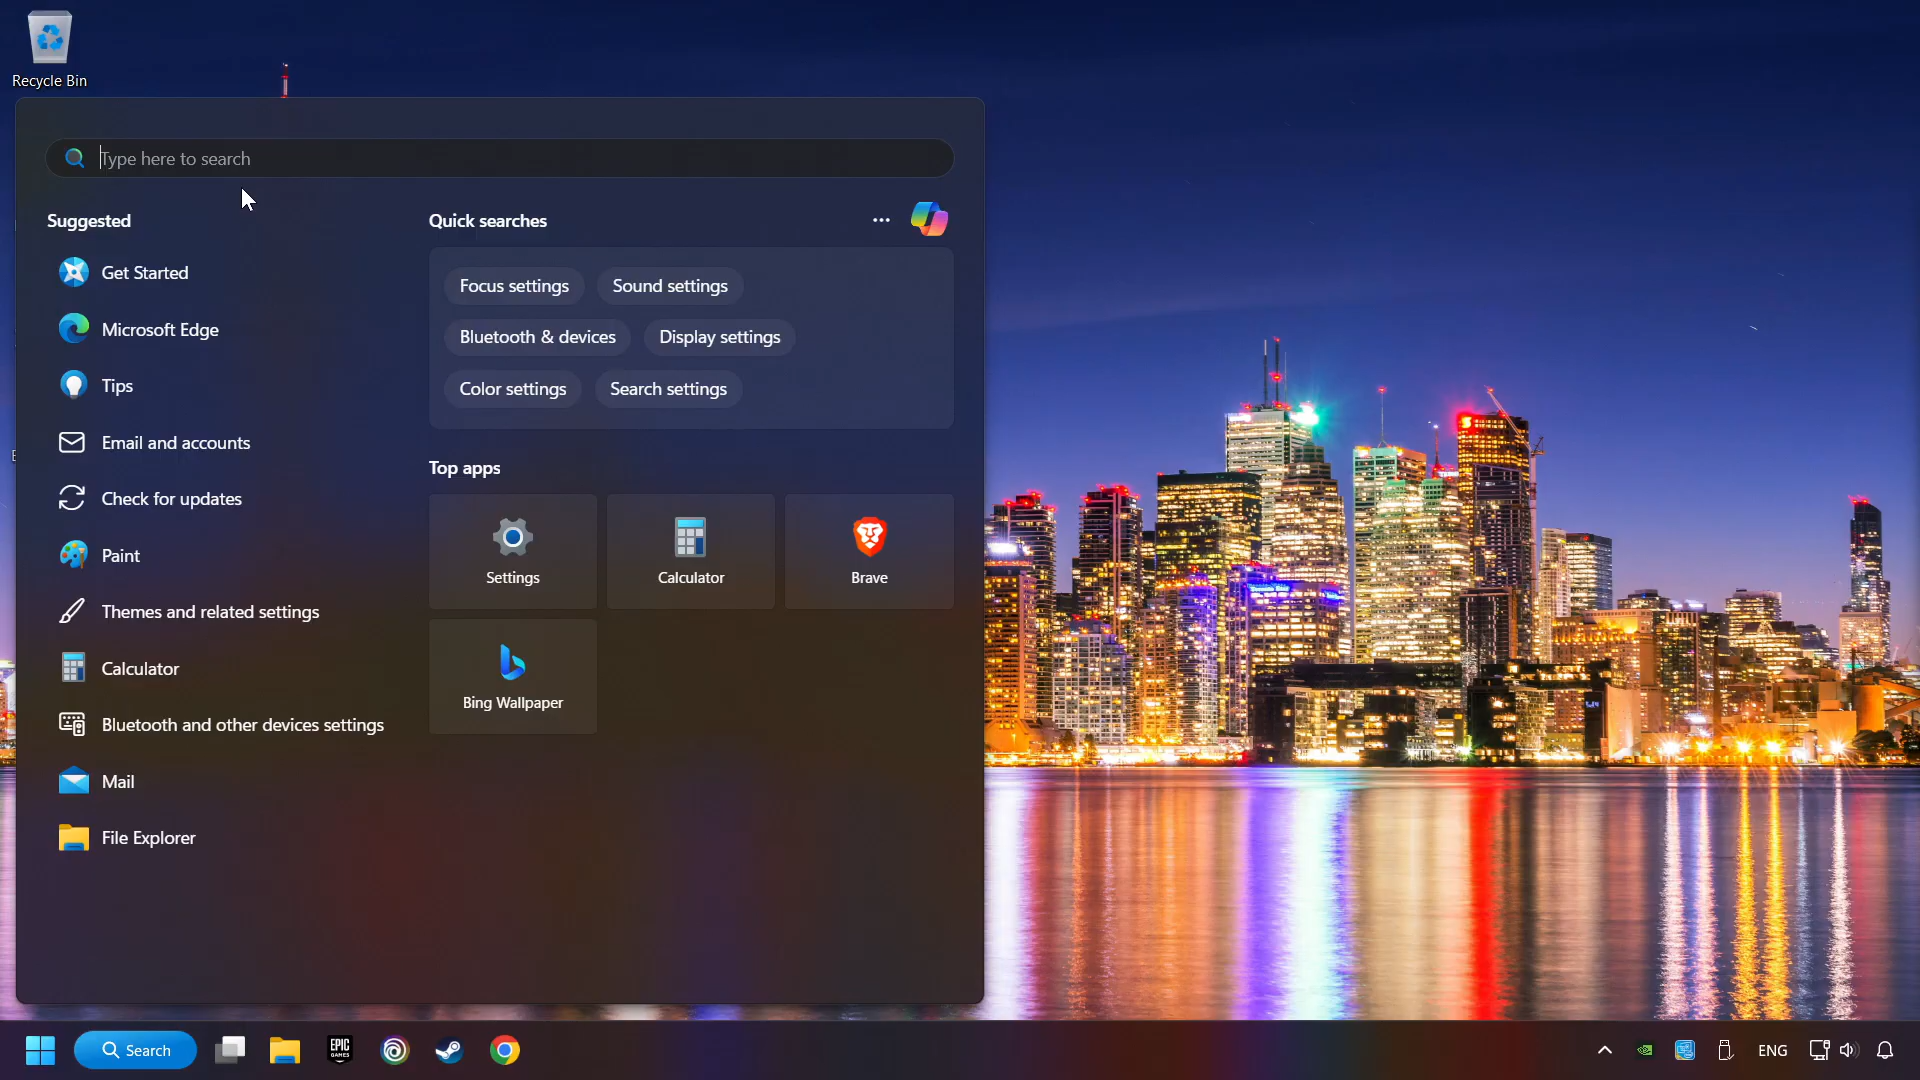 Recycle Bin
Type here to search
Suggested
Get Started
Microsoft Edge
Tips
Email and accounts
Check for updates
Paint
Themes and related settings
Calculator
Bluetooth and other devices settings
Mail
File Explorer
Quick searches
Focus settings
Sound settings
Bluetooth & devices
Display settings
Color settings
Search settings
Top apps
Settings
Calculator
Brave
Bing Wallpaper
Search
EPIC
GAMES
ENG